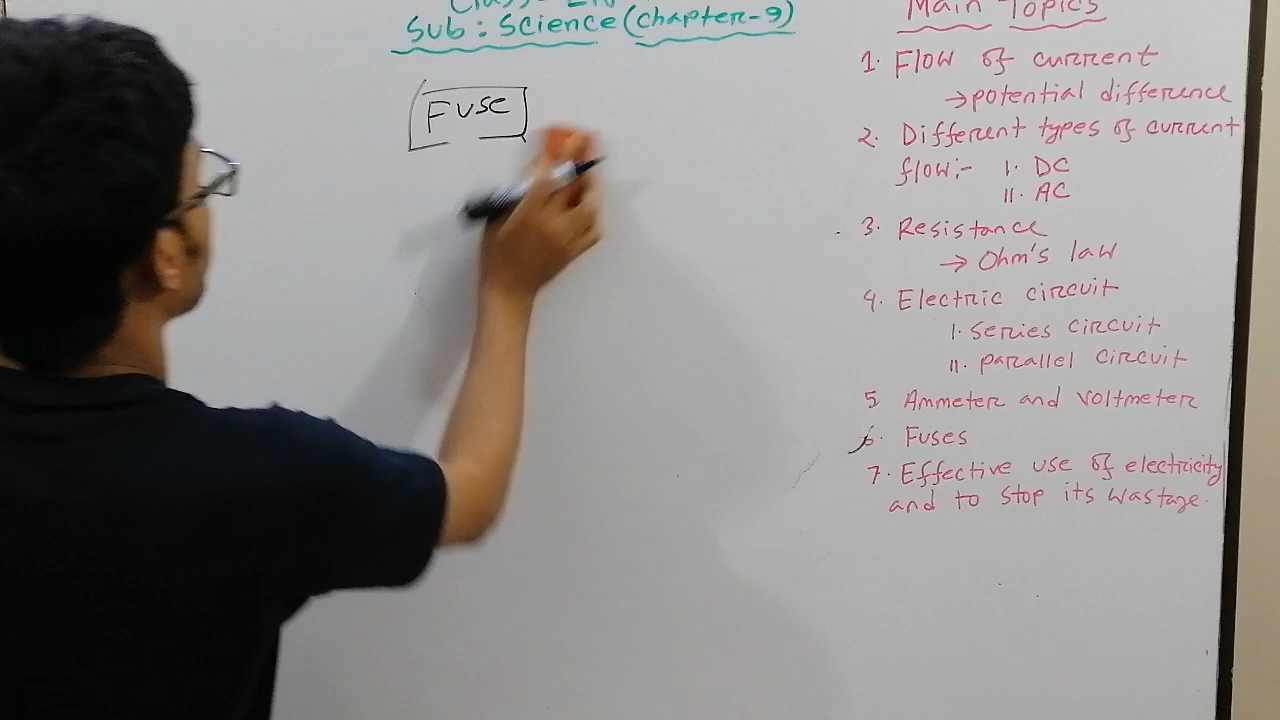 Sub : Science (chapter-9)
Fuse
Main Topics
1. Flow of current
→ potential difference
2. Different types of current
flow:- I. DC
II. AC
3. Resistance
→ Ohm's law
4. Electric circuit
I. series circuit
II. parallel circuit
5 Ammeter and voltmeter
6. Fuses
7. Effective use of electricity
and to stop its wastage.